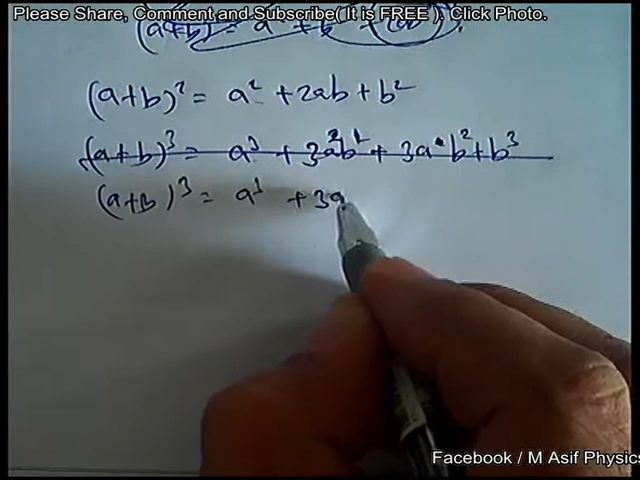 Please Share, Comment and Subscribe( It is FREE ). Click Photo.
(a+b)² = a² + 2ab + b²
(a+b)³ = a³ + 3a²b¹ + 3a b² + b³
(a+b)³ = a³ + 3a
Facebook / M Asif Physics